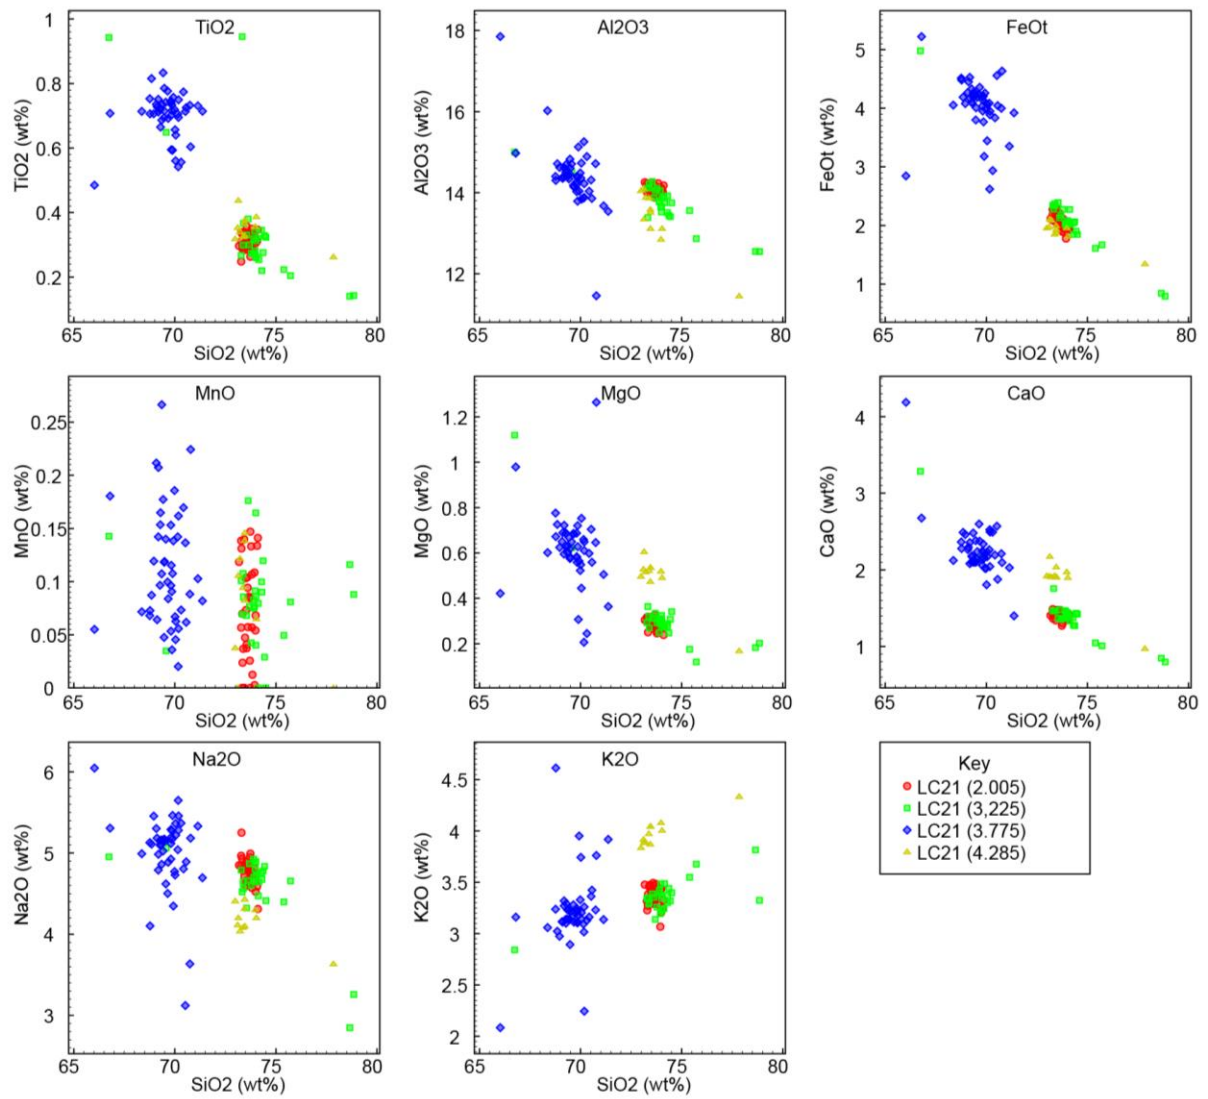 TiO2
1
0.8
0.6
0.4
0.2
TiO2 (wt%)
65 70 75 80
SiO2 (wt%)
Al2O3
18
16
14
12
Al2O3 (wt%)
65 70 75 80
SiO2 (wt%)
FeOt
5
4
3
2
1
FeOt (wt%)
65 70 75 80
SiO2 (wt%)
MnO
0.25
0.2
0.15
0.1
0.05
0
MnO (wt%)
65 70 75 80
SiO2 (wt%)
MgO
1.2
1
0.8
0.6
0.4
0.2
MgO (wt%)
65 70 75 80
SiO2 (wt%)
CaO
4
3
2
1
CaO (wt%)
65 70 75 80
SiO2 (wt%)
Na2O
6
5
4
3
Na2O (wt%)
65 70 75 80
SiO2 (wt%)
K2O
4.5
4
3.5
3
2.5
2
K2O (wt%)
65 70 75 80
SiO2 (wt%)
Key
LC21 (2.005)
LC21 (3,225)
LC21 (3.775)
LC21 (4.285)